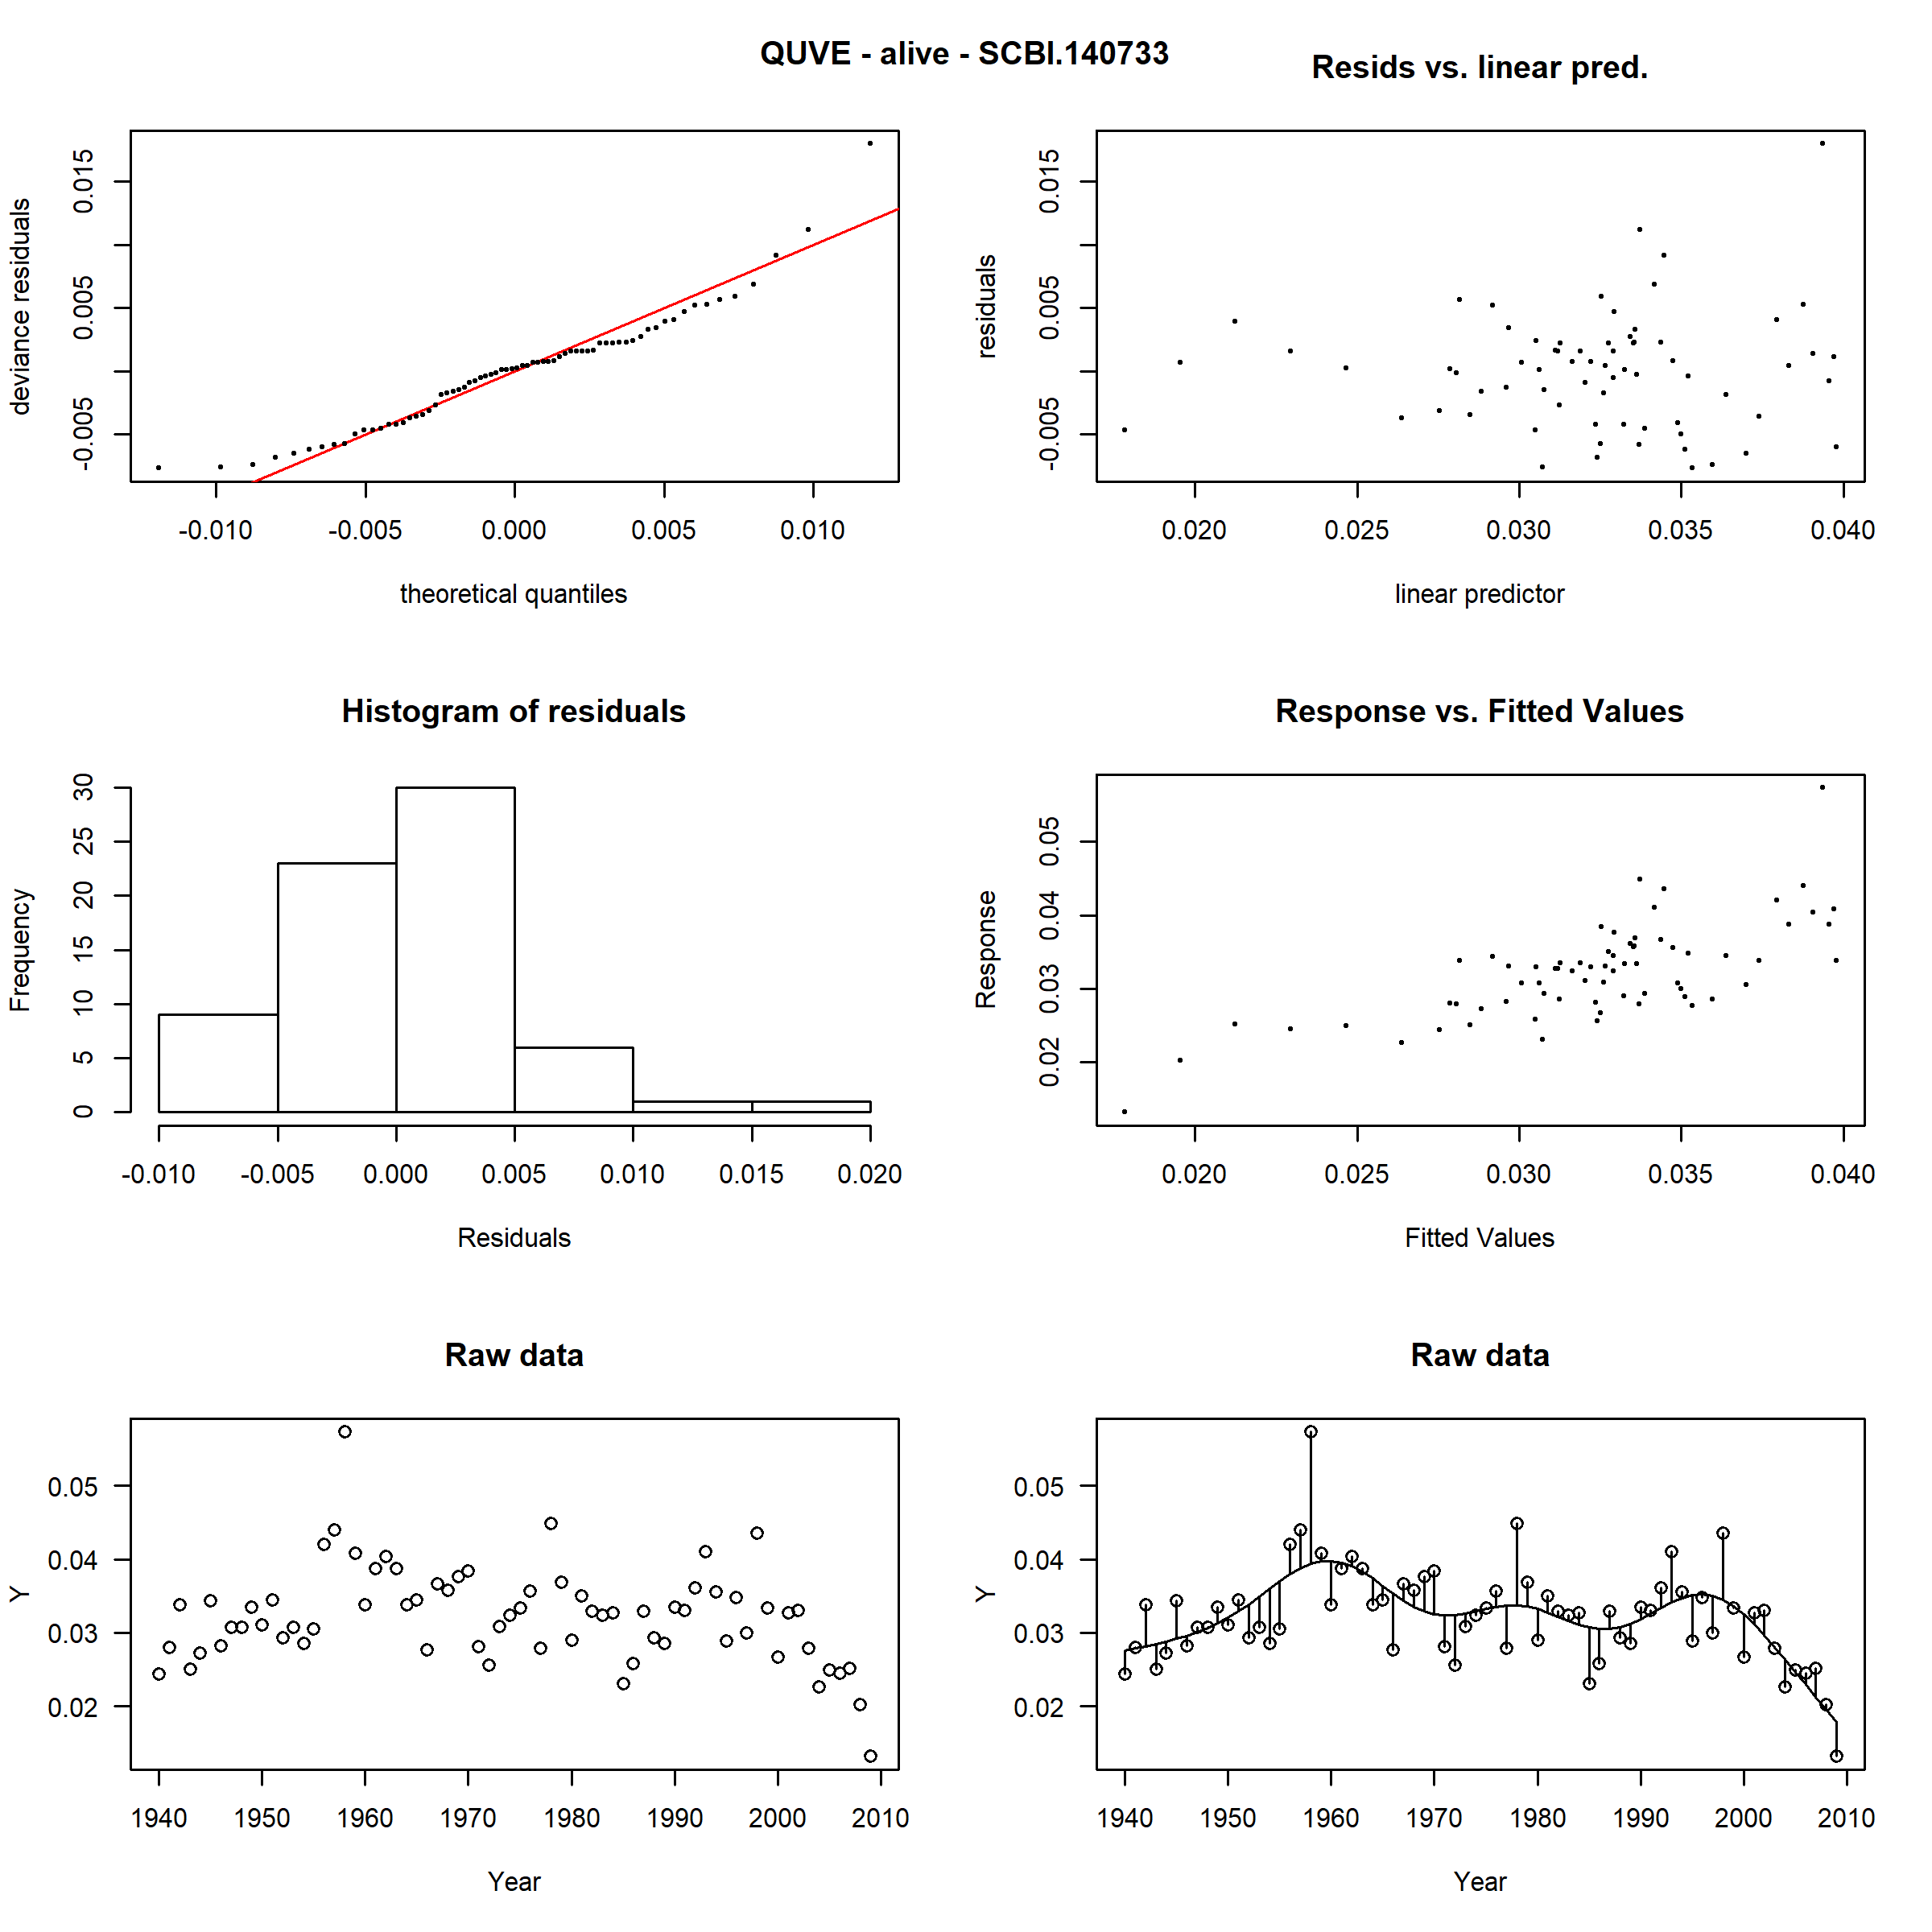 QUVE - alive - SCBI.140733
Resids vs. linear pred.
deviance residuals
-0.005 0.005 0.015
-0.010 -0.005 0.000 0.005 0.010
theoretical quantiles
residuals
-0.005 0.005 0.015
0.020 0.025 0.030 0.035 0.040
linear predictor
Histogram of residuals
Frequency
0 5 10 15 20 25 30
-0.010 -0.005 0.000 0.005 0.010 0.015 0.020
Residuals
Response vs. Fitted Values
Response
0.02 0.03 0.04 0.05
0.020 0.025 0.030 0.035 0.040
Fitted Values
Raw data
Y
0.05
0.04
0.03
0.02
1940 1950 1960 1970 1980 1990 2000 2010
Year
Raw data
Y
0.05
0.04
0.03
0.02
1940 1950 1960 1970 1980 1990 2000 2010
Year